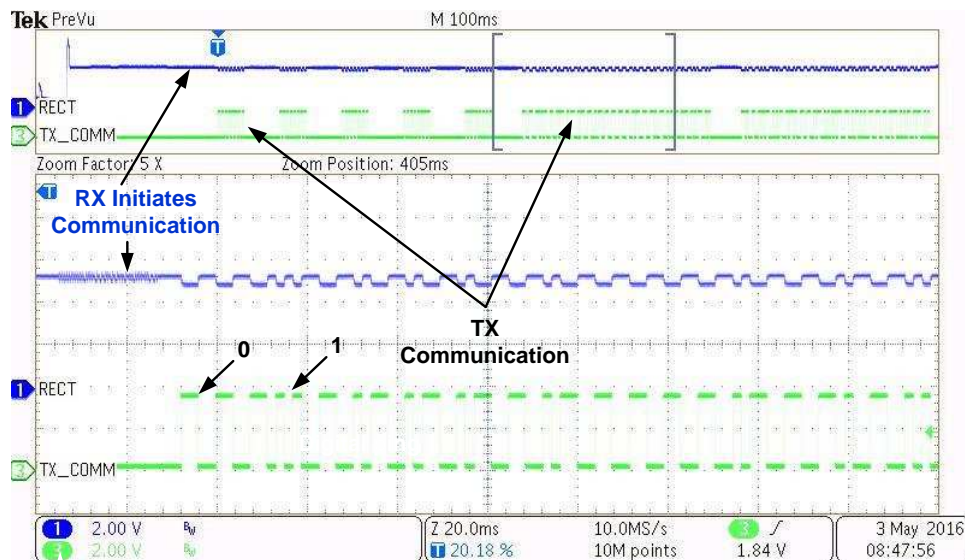 Tek PreVu M 100ms
T
1 RECT
3 TX_COMM
Zoom Factor: 5 X Zoom Position: 405ms
T
RX Initiates
Communication
TX
Communication
0 1
1 RECT
3 TX_COMM
1 2.00 V BW Z 20.0ms 10.0MS/s 3 3 May 2016
3 2.00 V BW T 20.18 % 10M points 1.84 V 08:47:56